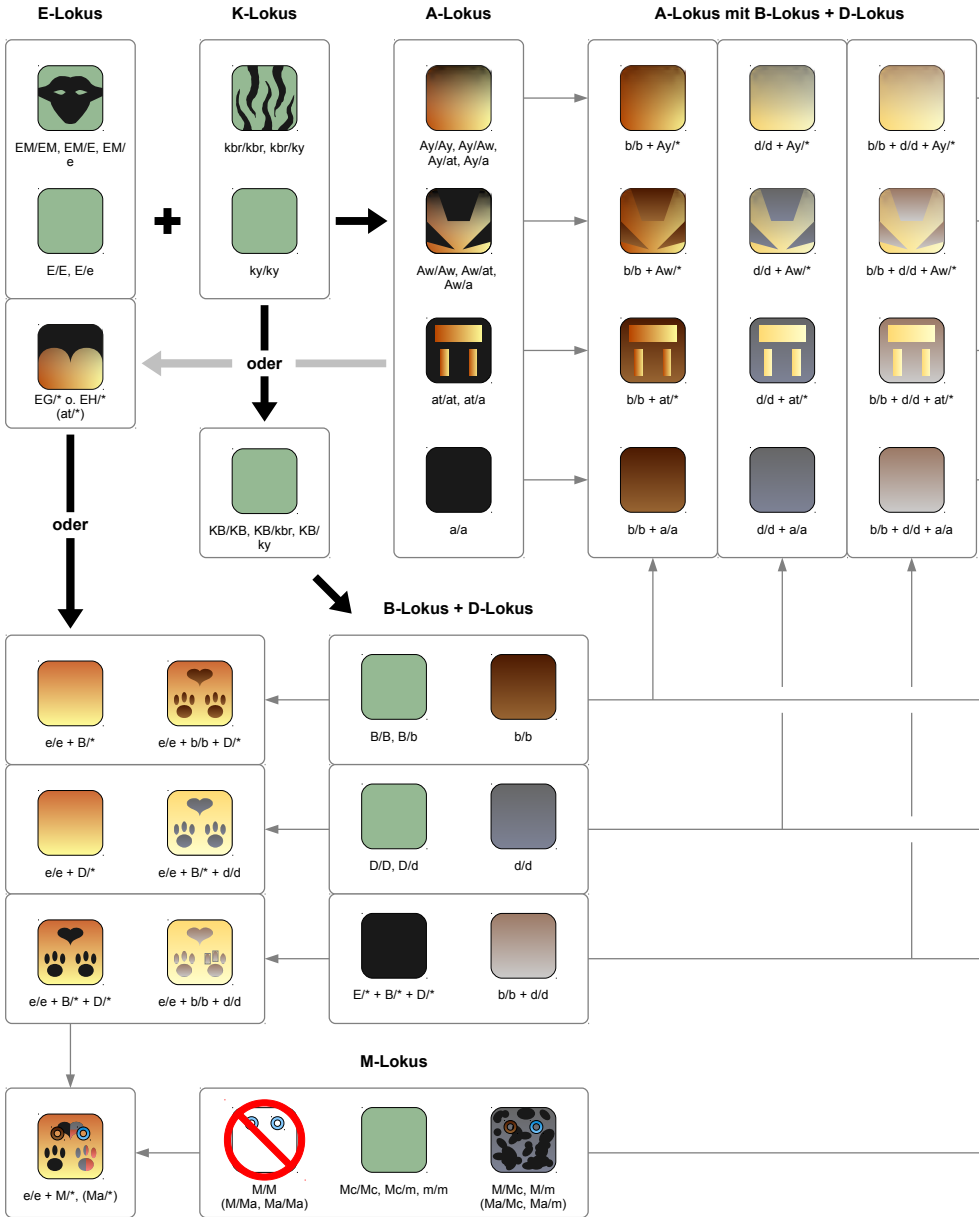 E-Lokus
K-Lokus
A-Lokus
A-Lokus mit B-Lokus + D-Lokus
EM/EM, EM/E, EM/
e
kbr/kbr, kbr/ky
Ay/Ay, Ay/Aw,
Ay/at, Ay/a
b/b + Ay/*
d/d + Ay/*
b/b + d/d + Ay/*
E/E, E/e
ky/ky
Aw/Aw, Aw/at,
Aw/a
b/b + Aw/*
d/d + Aw/*
b/b + d/d + Aw/*
oder
EG/* o. EH/*
(at/*)
at/at, at/a
b/b + at/*
d/d + at/*
b/b + d/d + at/*
oder
KB/KB, KB/kbr, KB/
ky
a/a
b/b + a/a
d/d + a/a
b/b + d/d + a/a
B-Lokus + D-Lokus
e/e + B/*
e/e + b/b + D/*
B/B, B/b
b/b
e/e + D/*
e/e + B/* + d/d
D/D, D/d
d/d
e/e + B/* + D/*
e/e + b/b + d/d
E/* + B/* + D/*
b/b + d/d
M-Lokus
e/e + M/*, (Ma/*)
M/M
(M/Ma, Ma/Ma)
Mc/Mc, Mc/m, m/m
M/Mc, M/m
(Ma/Mc, Ma/m)